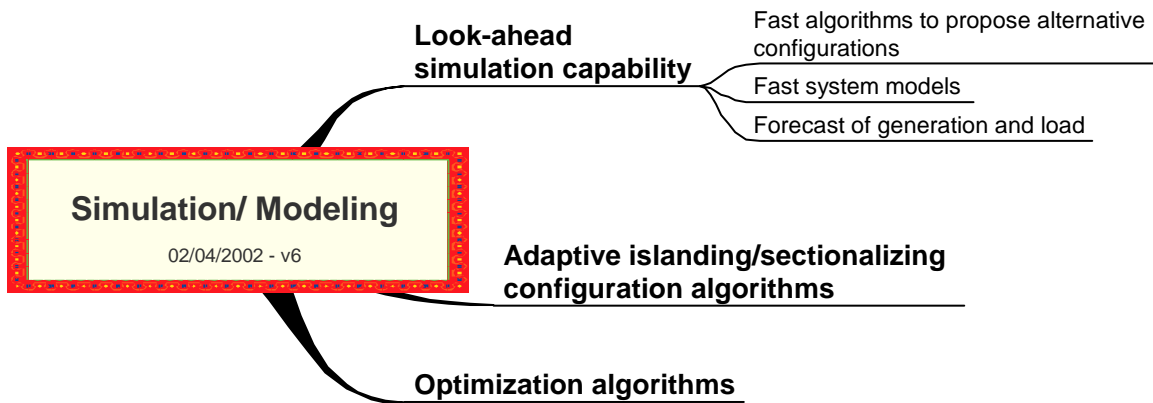 Look-ahead
simulation capability
Fast algorithms to propose alternative
configurations
Fast system models
Forecast of generation and load
Simulation/ Modeling
02/04/2002 - v6
Adaptive islanding/sectionalizing
configuration algorithms
Optimization algorithms